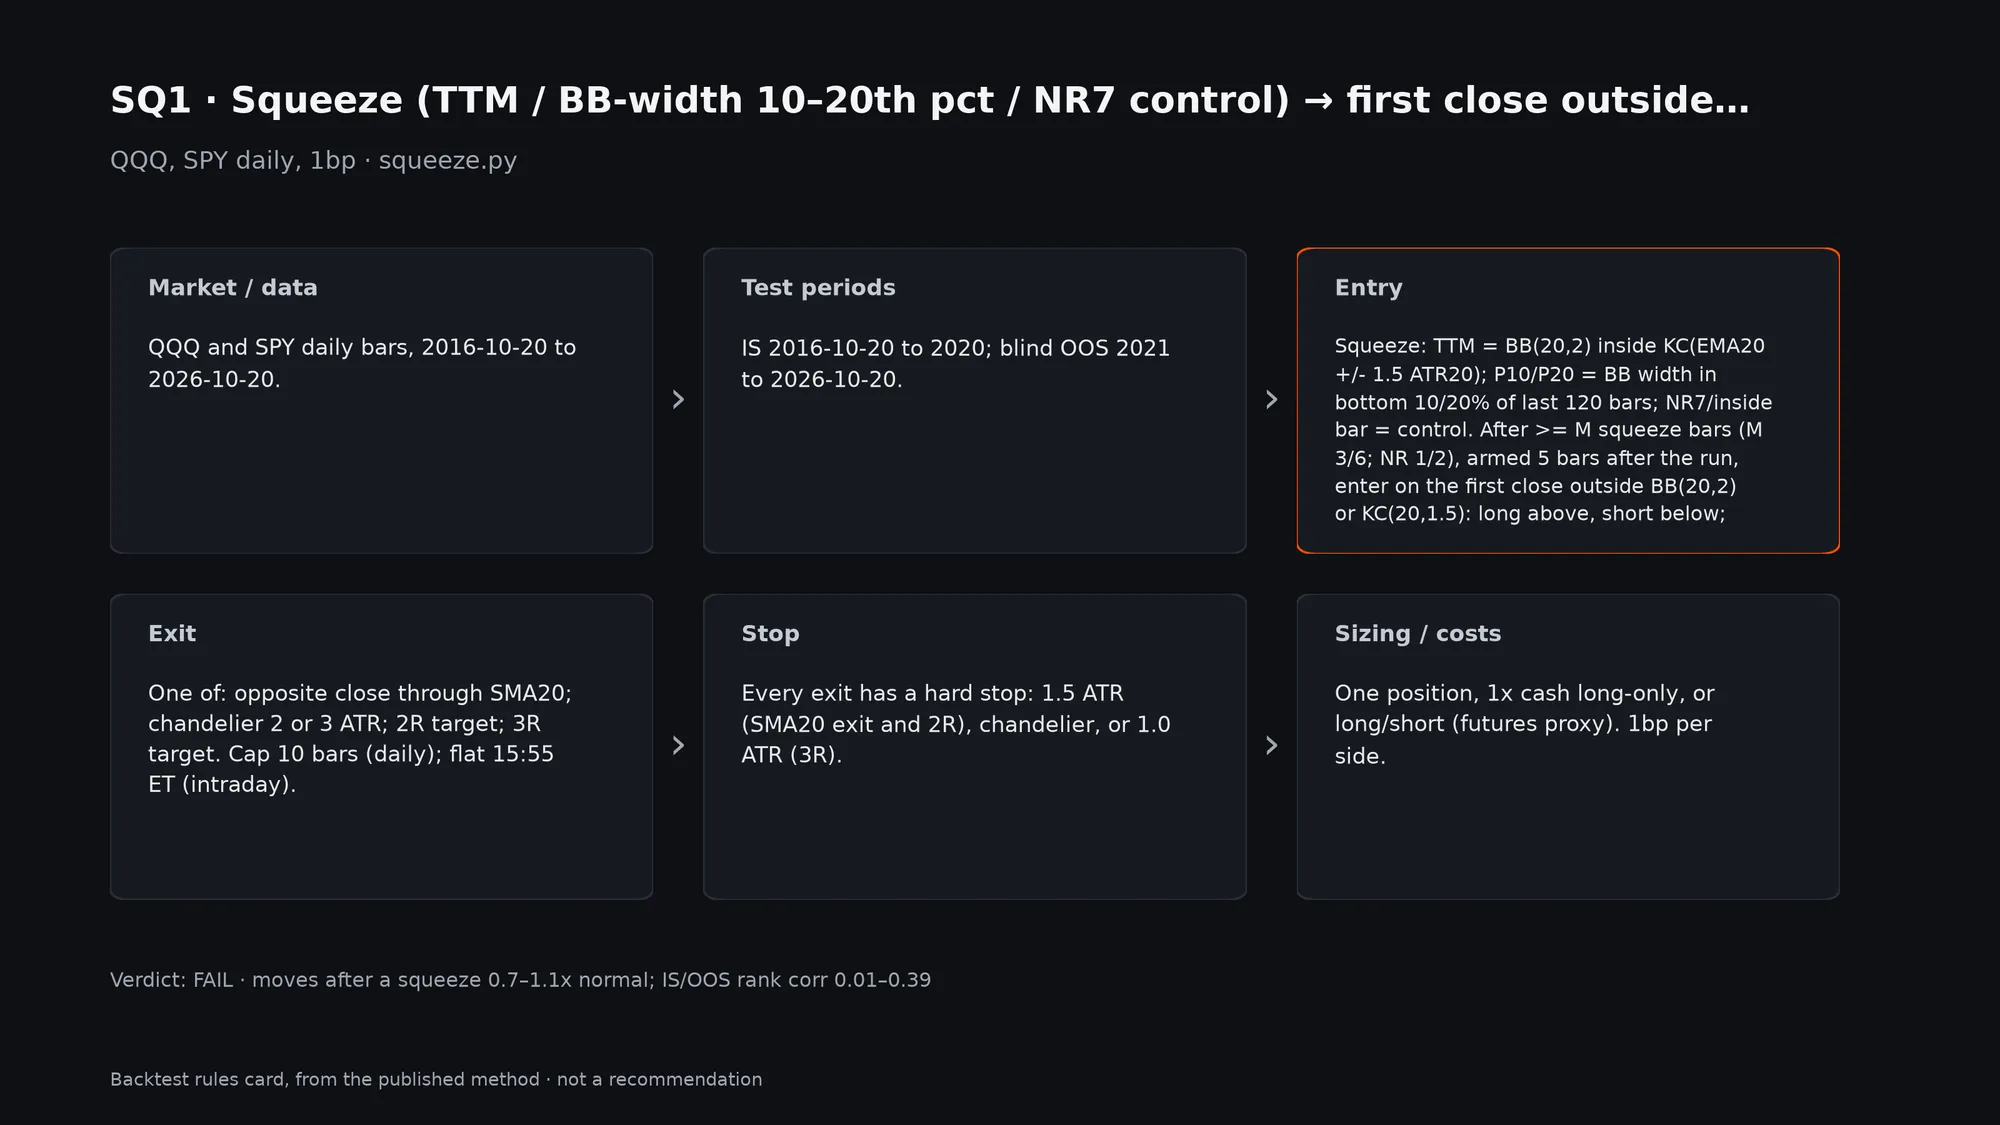 SQ1 · Squeeze (TTM / BB-width 10–20th pct / NR7 control) → first close outside…
QQQ, SPY daily, 1bp · squeeze.py
Market / data
QQQ and SPY daily bars, 2016-10-20 to
2026-10-20.
›
Test periods
IS 2016-10-20 to 2020; blind OOS 2021
to 2026-10-20.
›
Entry
Squeeze: TTM = BB(20,2) inside KC(EMA20
+/- 1.5 ATR20); P10/P20 = BB width in
bottom 10/20% of last 120 bars; NR7/inside
bar = control. After >= M squeeze bars (M
3/6; NR 1/2), armed 5 bars after the run,
enter on the first close outside BB(20,2)
or KC(20,1.5): long above, short below;
Exit
One of: opposite close through SMA20;
chandelier 2 or 3 ATR; 2R target; 3R
target. Cap 10 bars (daily); flat 15:55
ET (intraday).
›
Stop
Every exit has a hard stop: 1.5 ATR
(SMA20 exit and 2R), chandelier, or 1.0
ATR (3R).
›
Sizing / costs
One position, 1x cash long-only, or
long/short (futures proxy). 1bp per
side.
Verdict: FAIL · moves after a squeeze 0.7–1.1x normal; IS/OOS rank corr 0.01–0.39
Backtest rules card, from the published method · not a recommendation